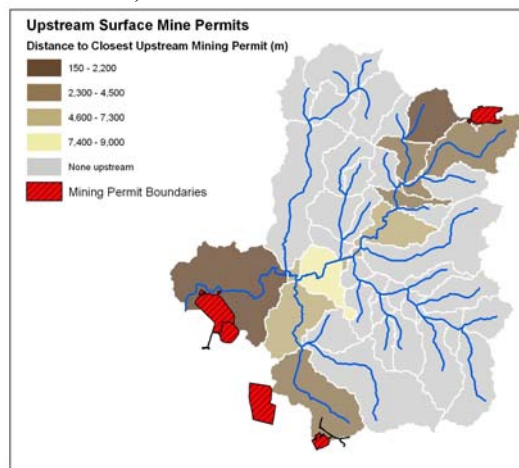 Upstream Surface Mine Permits
Distance to Closest Upstream Mining Permit (m)
150 - 2,200
2,300 - 4,500
4,600 - 7,300
7,400 - 9,000
None upstream
Mining Permit Boundaries